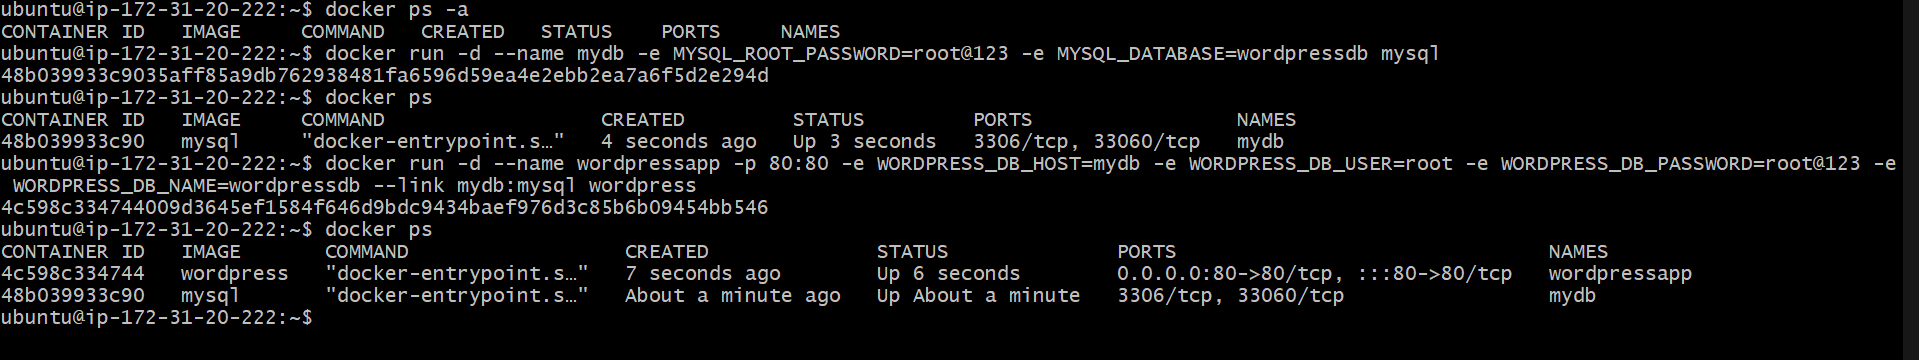 ubuntu@ip-172-31-20-222:~$ docker ps -a
CONTAINER ID   IMAGE     COMMAND   CREATED   STATUS    PORTS     NAMES
ubuntu@ip-172-31-20-222:~$ docker run -d --name mydb -e MYSQL_ROOT_PASSWORD=root@123 -e MYSQL_DATABASE=wordpressdb mysql
48b039933c9035aff85a9db762938481fa6596d59ea4e2ebb2ea7a6f5d2e294d
ubuntu@ip-172-31-20-222:~$ docker ps
CONTAINER ID   IMAGE     COMMAND                  CREATED         STATUS         PORTS                 NAMES
48b039933c90   mysql     "docker-entrypoint.s…"   4 seconds ago   Up 3 seconds   3306/tcp, 33060/tcp   mydb
ubuntu@ip-172-31-20-222:~$ docker run -d --name wordpressapp -p 80:80 -e WORDPRESS_DB_HOST=mydb -e WORDPRESS_DB_USER=root -e WORDPRESS_DB_PASSWORD=root@123 -e
 WORDPRESS_DB_NAME=wordpressdb --link mydb:mysql wordpress
4c598c334744009d3645ef1584f646d9bdc9434baef976d3c85b6b09454bb546
ubuntu@ip-172-31-20-222:~$ docker ps
CONTAINER ID   IMAGE       COMMAND                  CREATED              STATUS              PORTS                               NAMES
4c598c334744   wordpress   "docker-entrypoint.s…"   7 seconds ago        Up 6 seconds        0.0.0.0:80->80/tcp, :::80->80/tcp   wordpressapp
48b039933c90   mysql       "docker-entrypoint.s…"   About a minute ago   Up About a minute   3306/tcp, 33060/tcp                 mydb
ubuntu@ip-172-31-20-222:~$